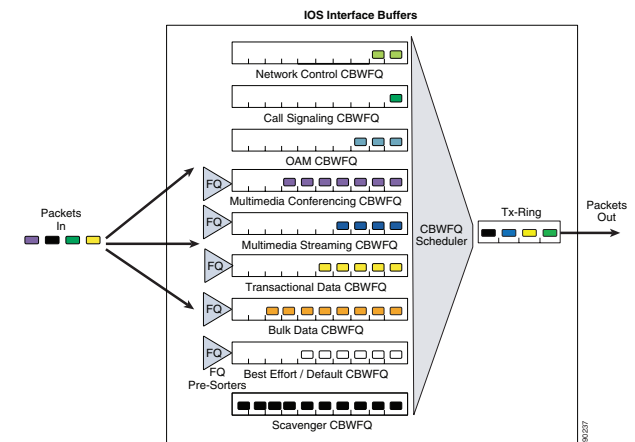 IOS Interface Buffers
Network Control CBWFQ
Call Signaling CBWFQ
OAM CBWFQ
FQ
Multimedia Conferencing CBWFQ
FQ
Multimedia Streaming CBWFQ
FQ
Transactional Data CBWFQ
FQ
Bulk Data CBWFQ
FQ
Best Effort / Default CBWFQ
FQ
Pre-Sorters
Scavenger CBWFQ
Packets
In
CBWFQ
Scheduler
Tx-Ring
Packets
Out
90237